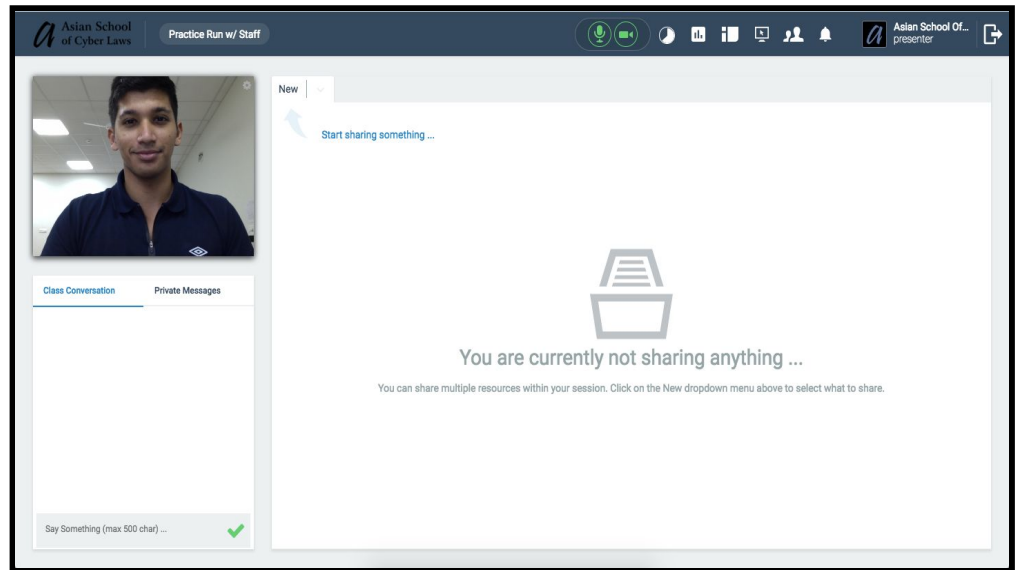 Asian School
of Cyber Laws
Practice Run w/ Staff
Asian School Of...
presenter
New
Start sharing something ...
Class Conversation
Private Messages
You are currently not sharing anything ...
You can share multiple resources within your session. Click on the New dropdown menu above to select what to share.
Say Something (max 500 char) ...